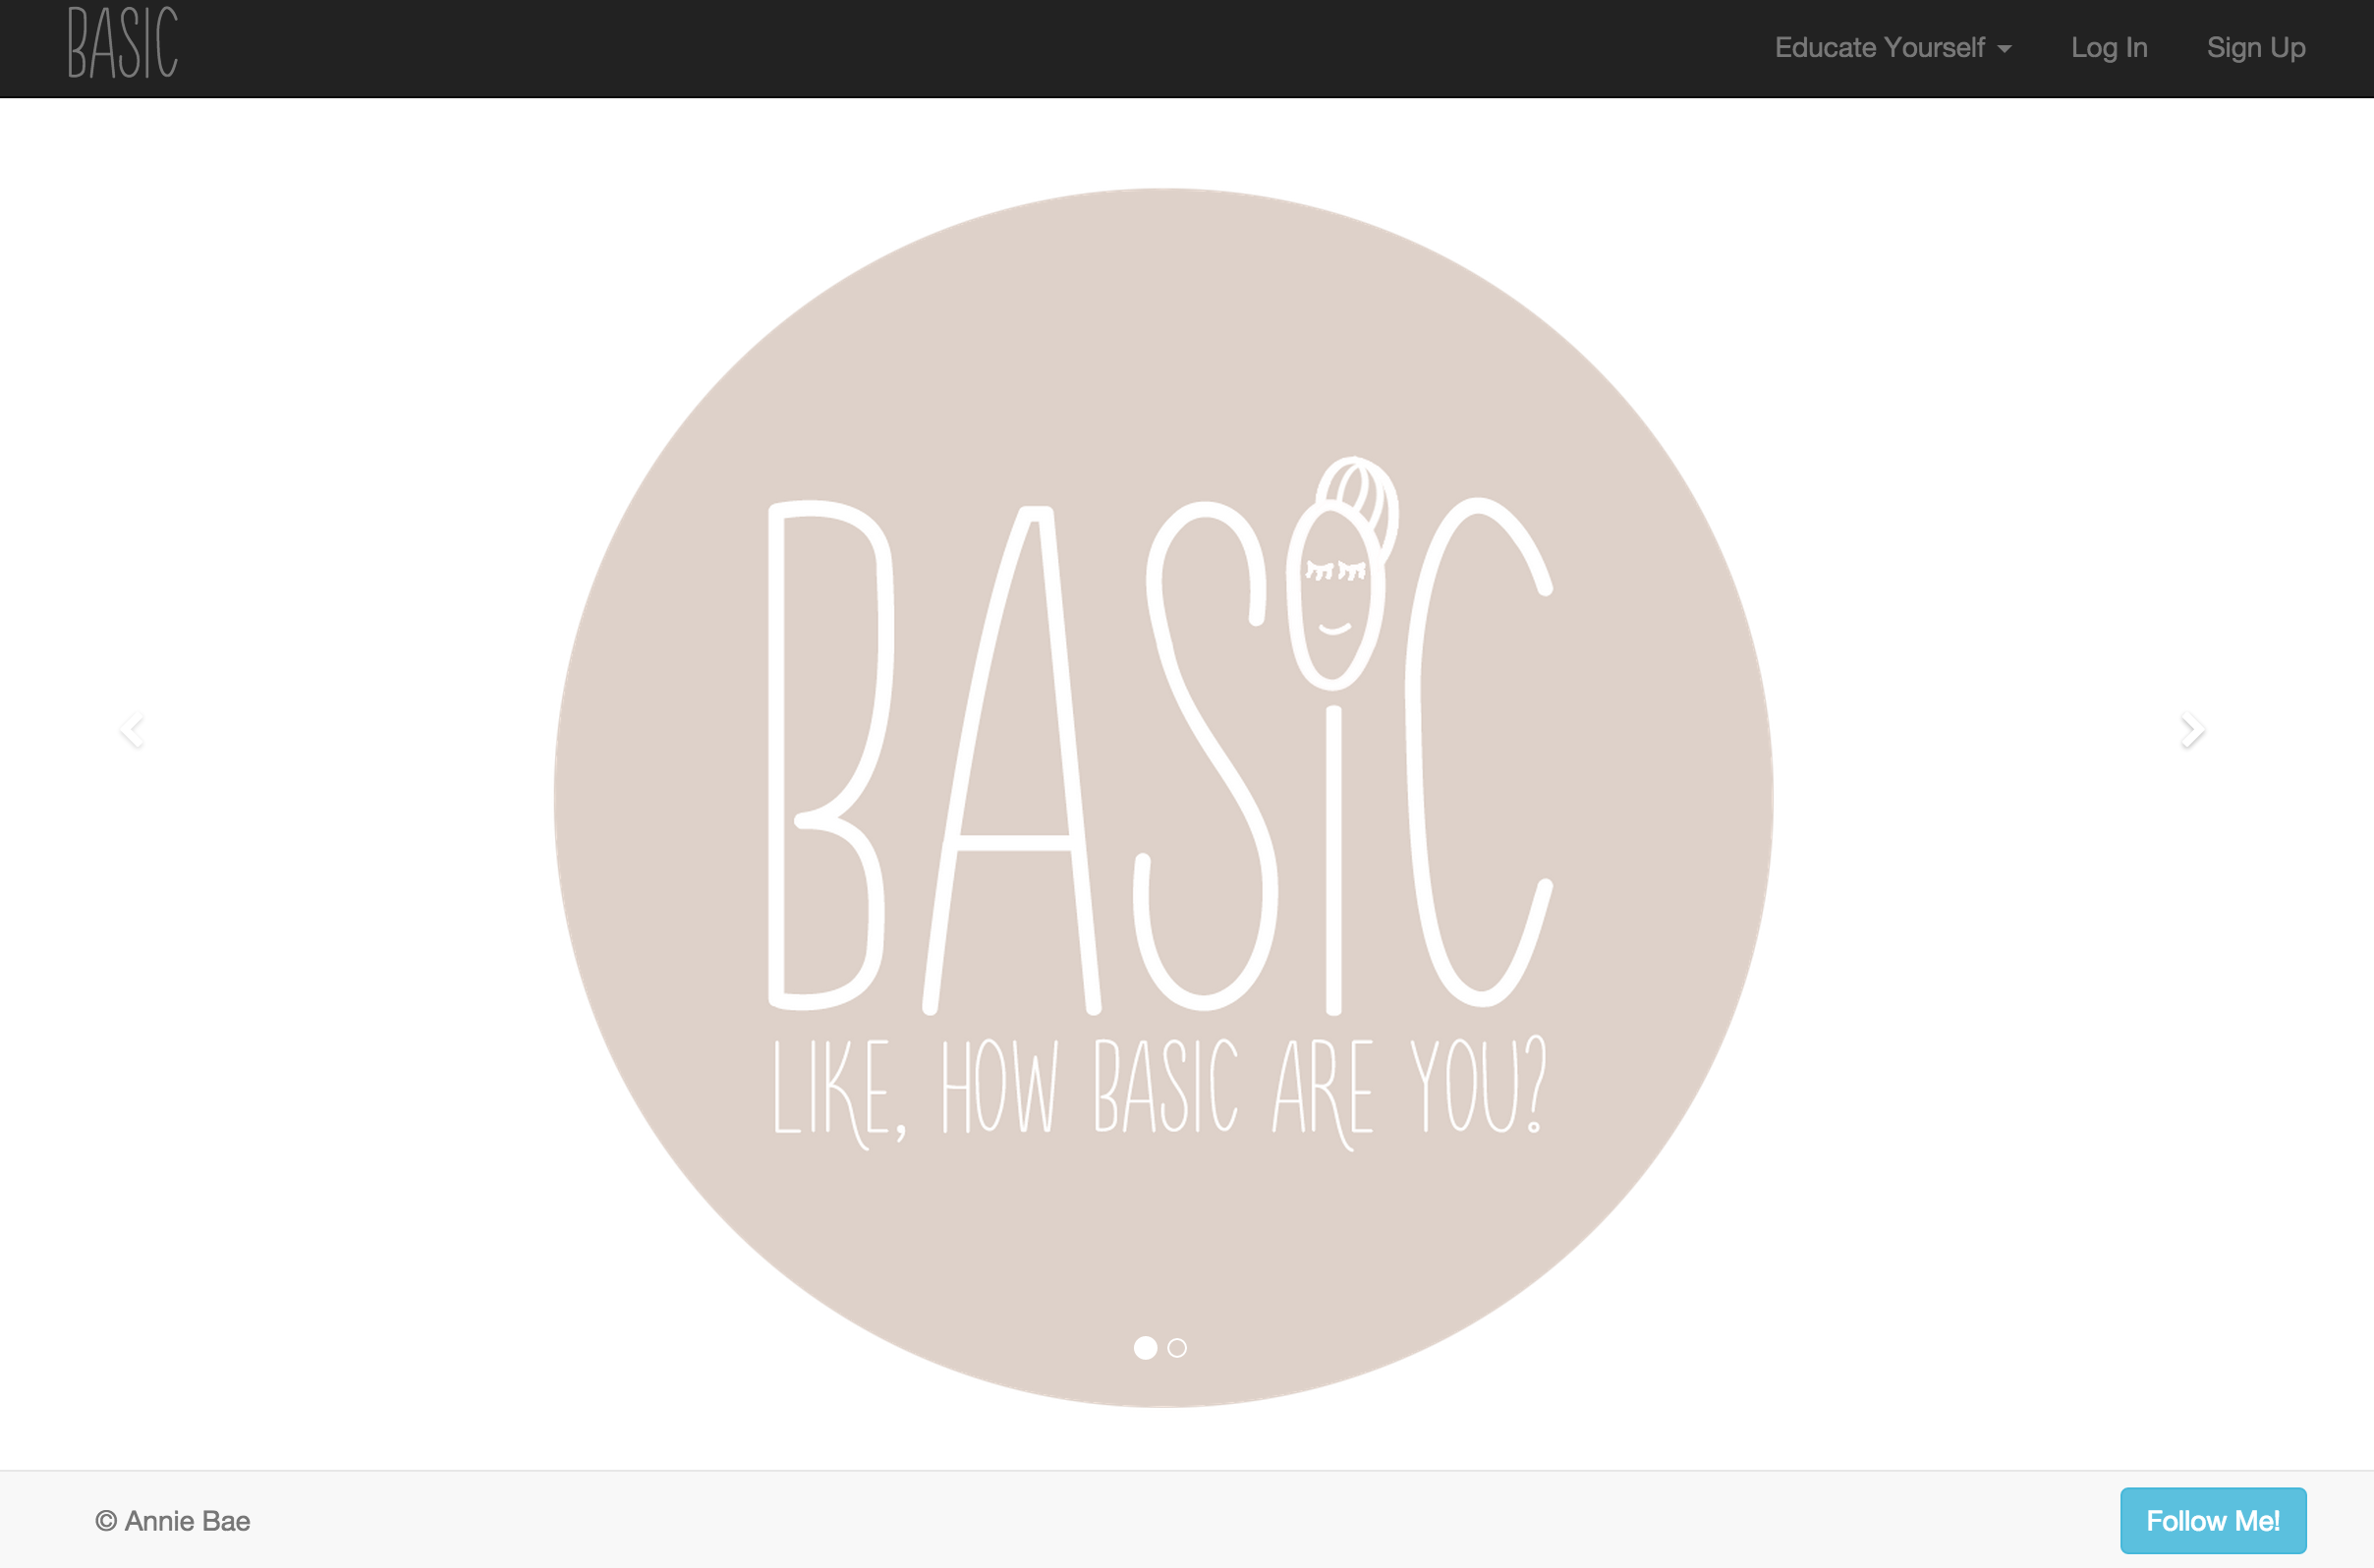 BASIC
Educate Yourself
Log In
Sign Up
BASIC
LIKE, HOW BASIC ARE YOU?
© Annie Bae
Follow Me!